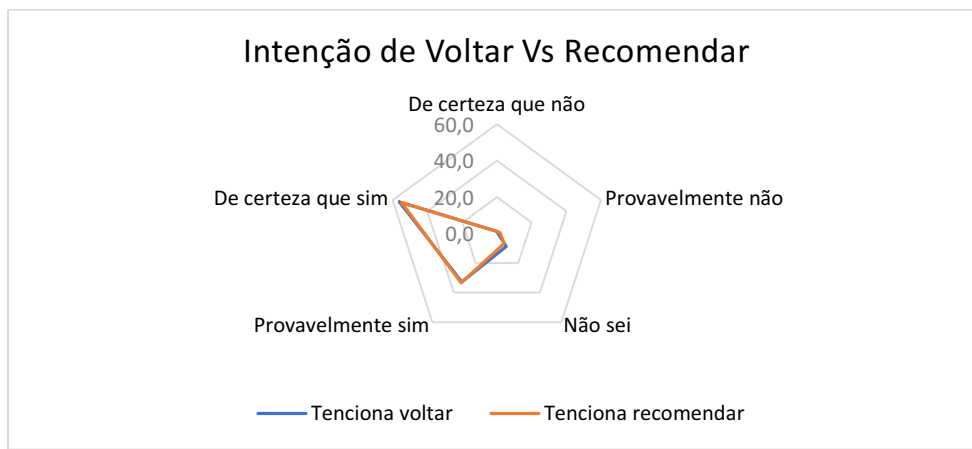 Intenção de Voltar Vs Recomendar
De certeza que não
60,0
40,0
20,0
0,0
De certeza que sim
Provavelmente não
Provavelmente sim
Não sei
Tenciona voltar
Tenciona recomendar